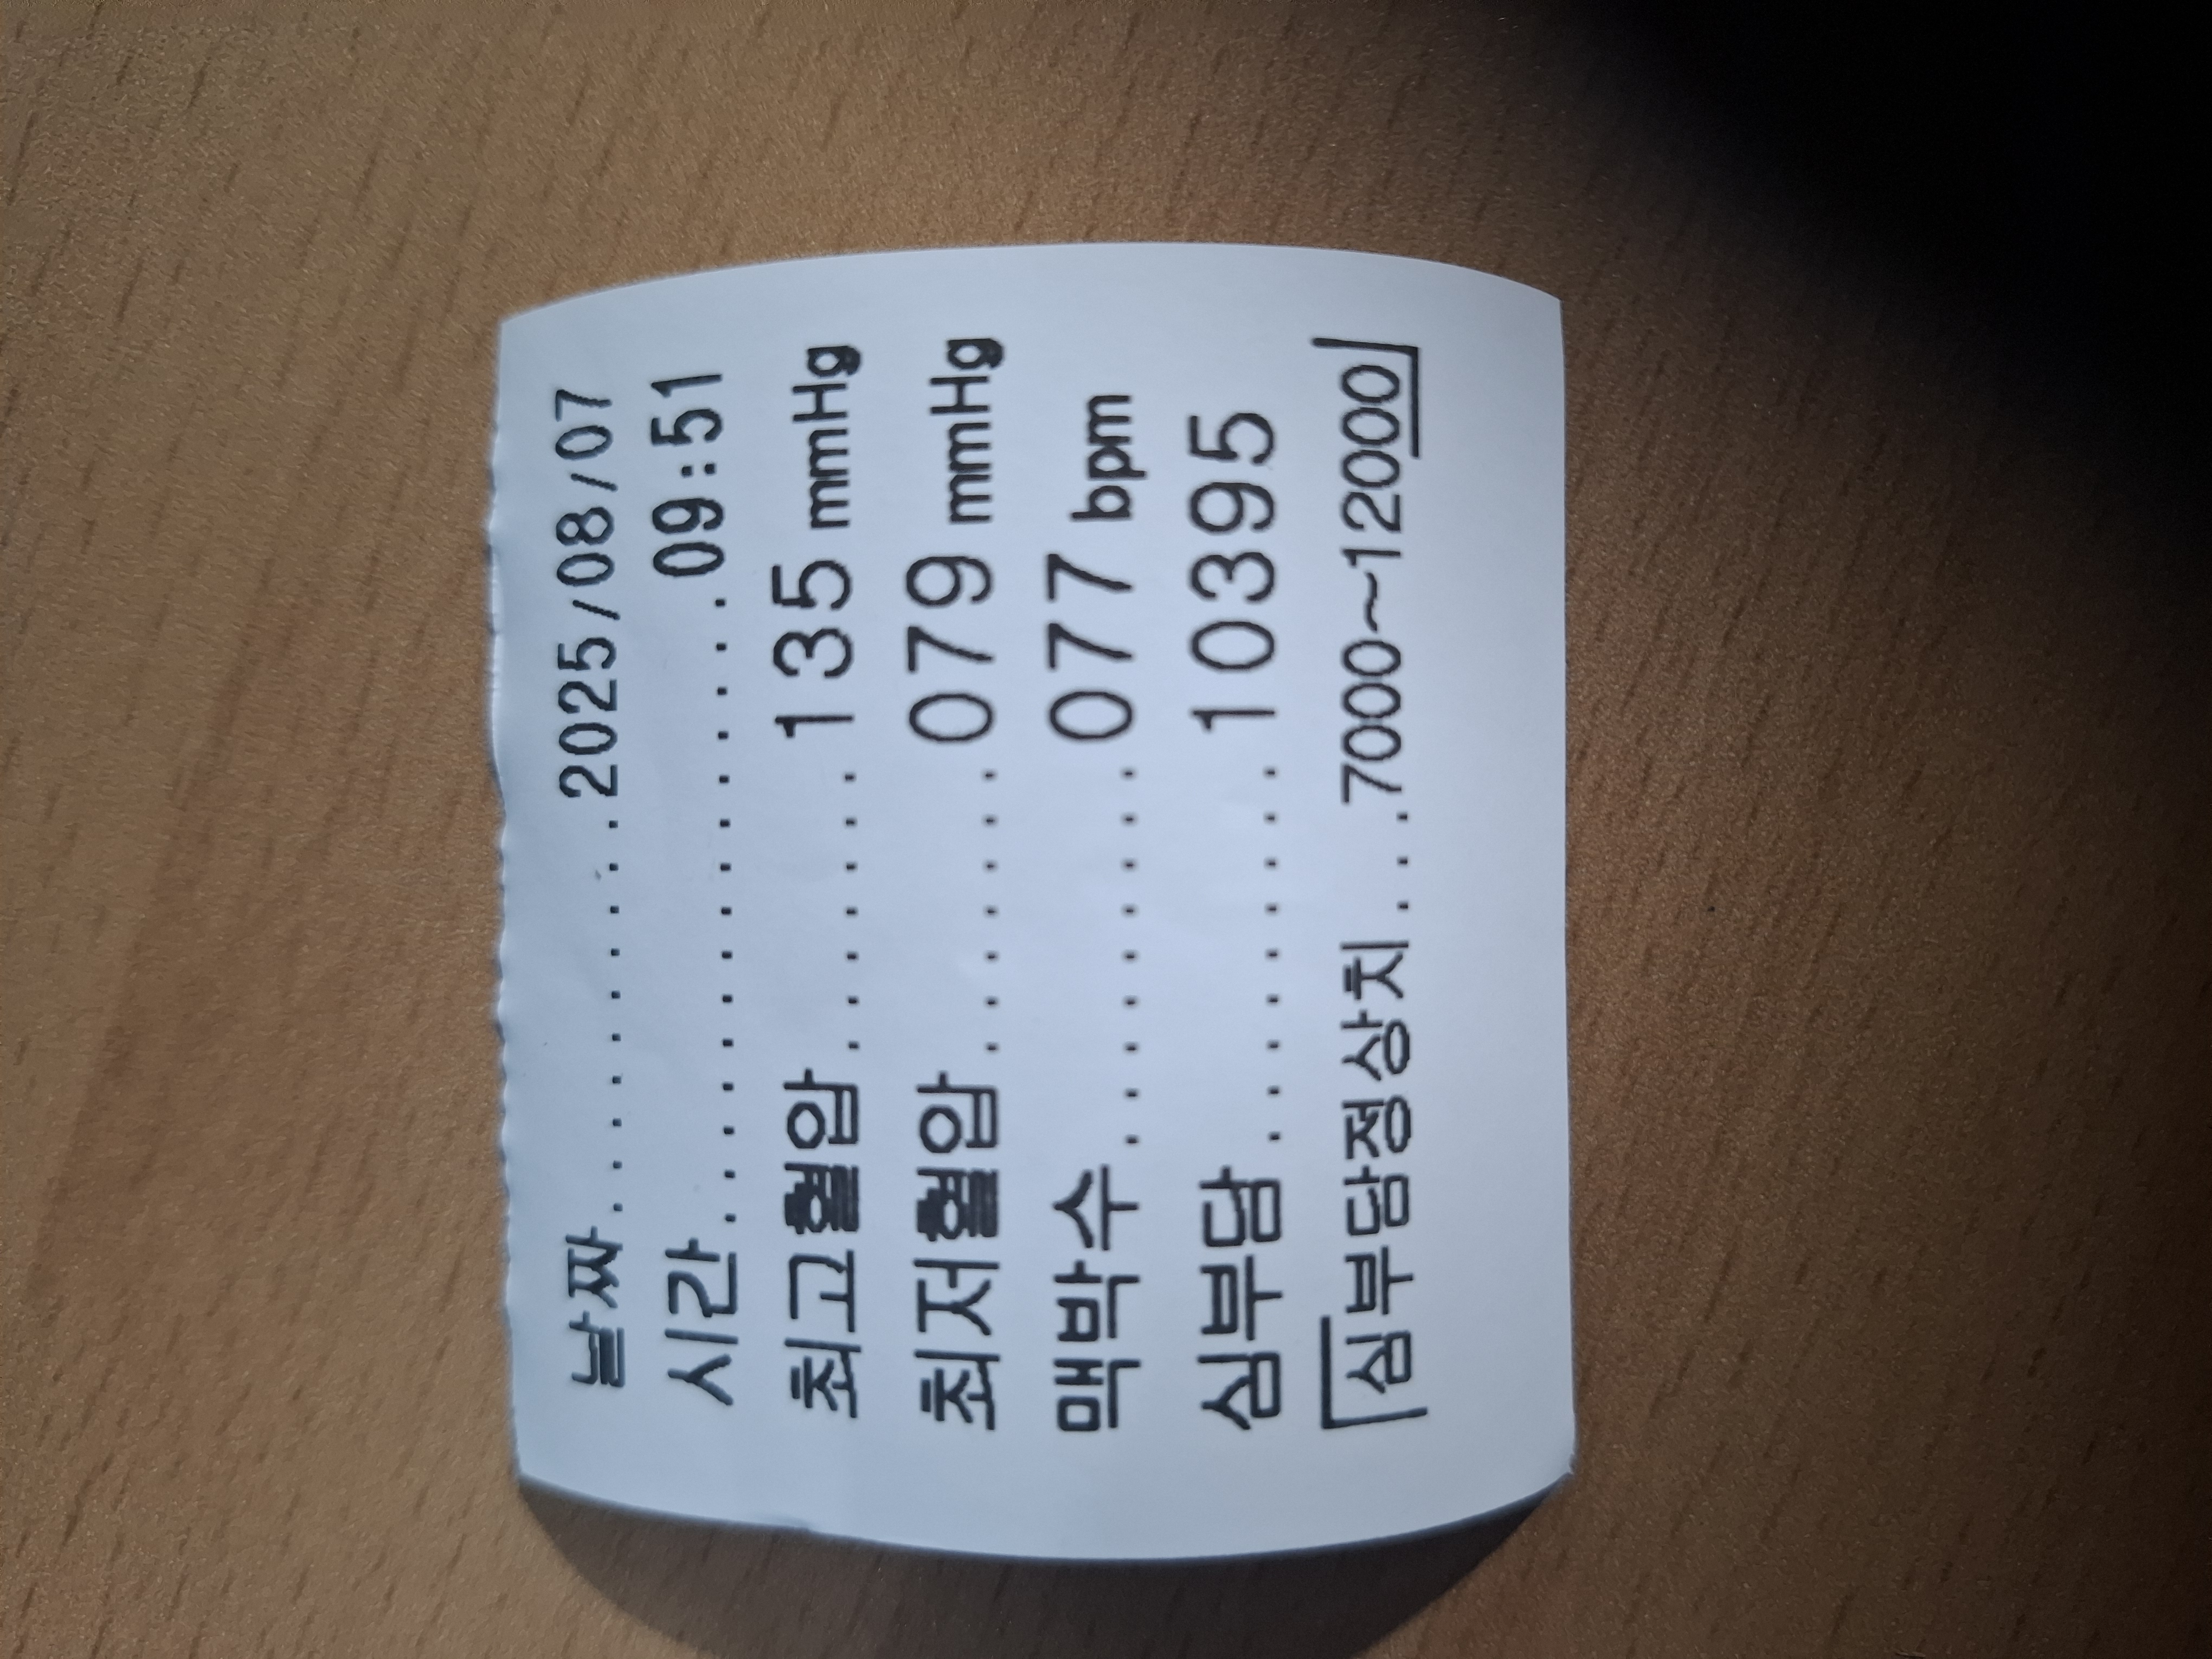 날짜...........2025/08/07
시간...............09:51
최고혈압........135 mmHg
최저혈압........079 mmHg
맥박수.........077 bpm
심부담.........10395
심부담정상치...7000~12000